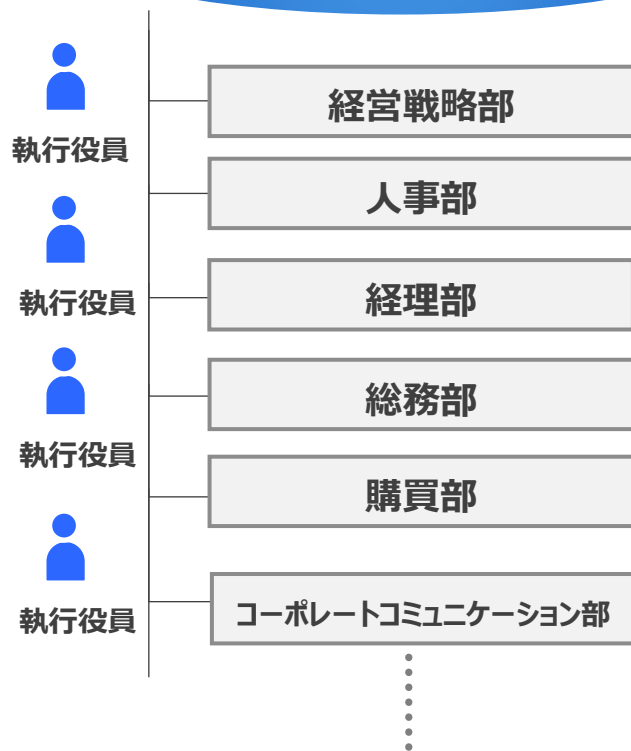 経営戦略部
執行役員
人事部
執行役員
経理部
総務部
執行役員
購買部
執行役員
コーポレートコミュニケーション部